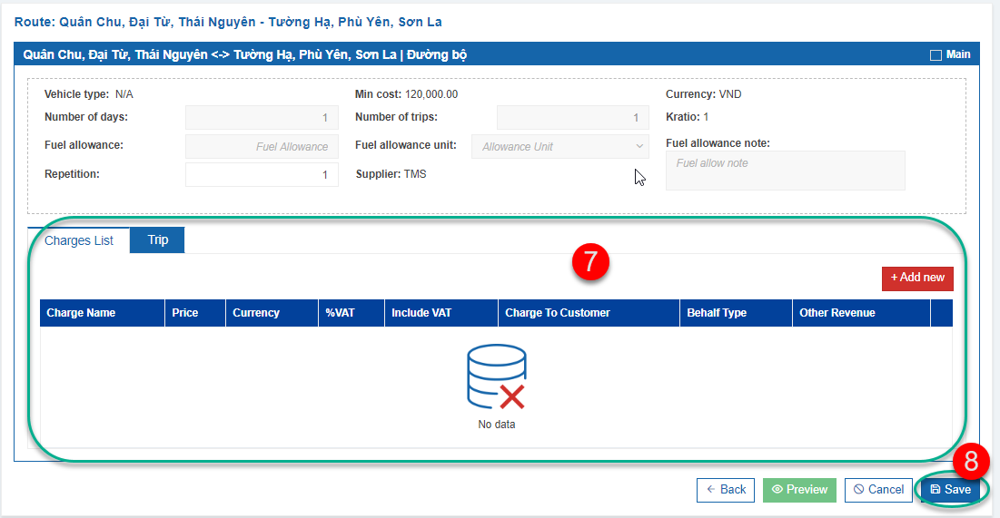 Route: Quân Chu, Đại Từ, Thái Nguyên - Tường Hạ, Phù Yên, Sơn La
Quân Chu, Đại Từ, Thái Nguyên <-> Tường Hạ, Phù Yên, Sơn La | Đường bộ
Main
Vehicle type: N/A
Min cost: 120,000.00
Currency: VND
Number of days:
1
Number of trips:
1
Kratio: 1
Fuel allowance:
Fuel Allowance
Fuel allowance unit:
Allowance Unit
Fuel allowance note:
Fuel allow note
Repetition:
1
Supplier: TMS
Charges List
Trip
7
+ Add new
Charge Name
Price
Currency
%VAT
Include VAT
Charge To Customer
Behalf Type
Other Revenue
No data
8
Back
Preview
Cancel
Save